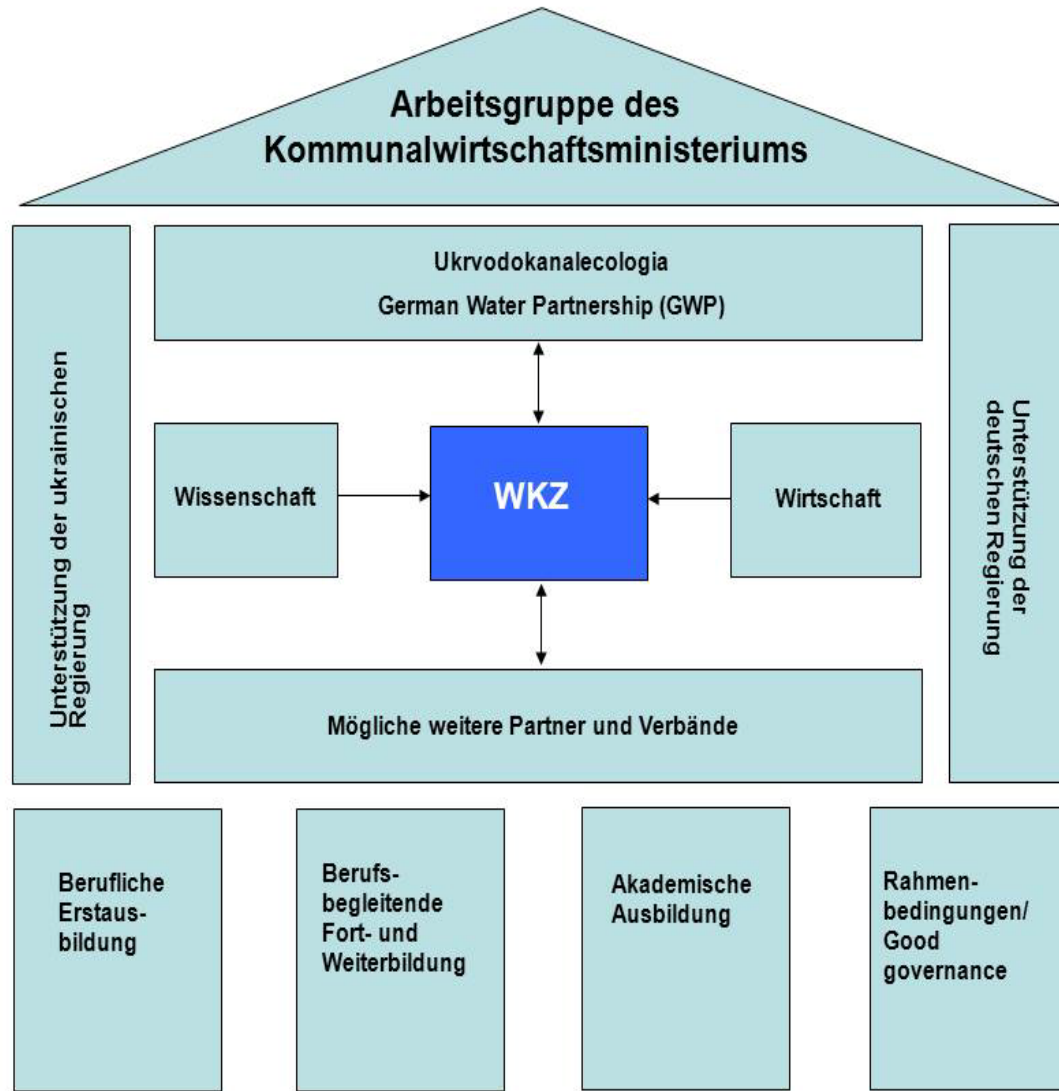 Arbeitsgruppe des
Kommunalwirtschaftsministeriums
Unterstützung der ukrainischen
Regierung
Ukrvodokanalecologia
German Water Partnership (GWP)
Wissenschaft
WKZ
Wirtschaft
Mögliche weitere Partner und Verbände
Unterstützung der
deutschen Regierung
Berufliche
Erstaus-
bildung
Berufs-
begleitende
Fort- und
Weiterbildung
Akademische
Ausbildung
Rahmen-
bedingungen/
Good
governance